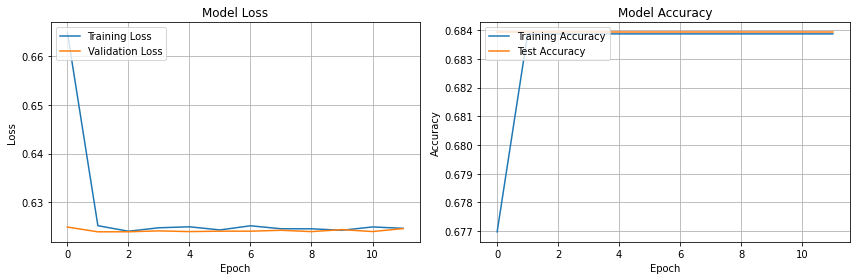 Model Loss
Training Loss
Validation Loss
0.66
0.65
0.64
0.63
Loss
0 2 4 6 8 10
Epoch
Model Accuracy
Training Accuracy
Test Accuracy
0.684
0.683
0.682
0.681
0.680
0.679
0.678
0.677
Accuracy
0 2 4 6 8 10
Epoch